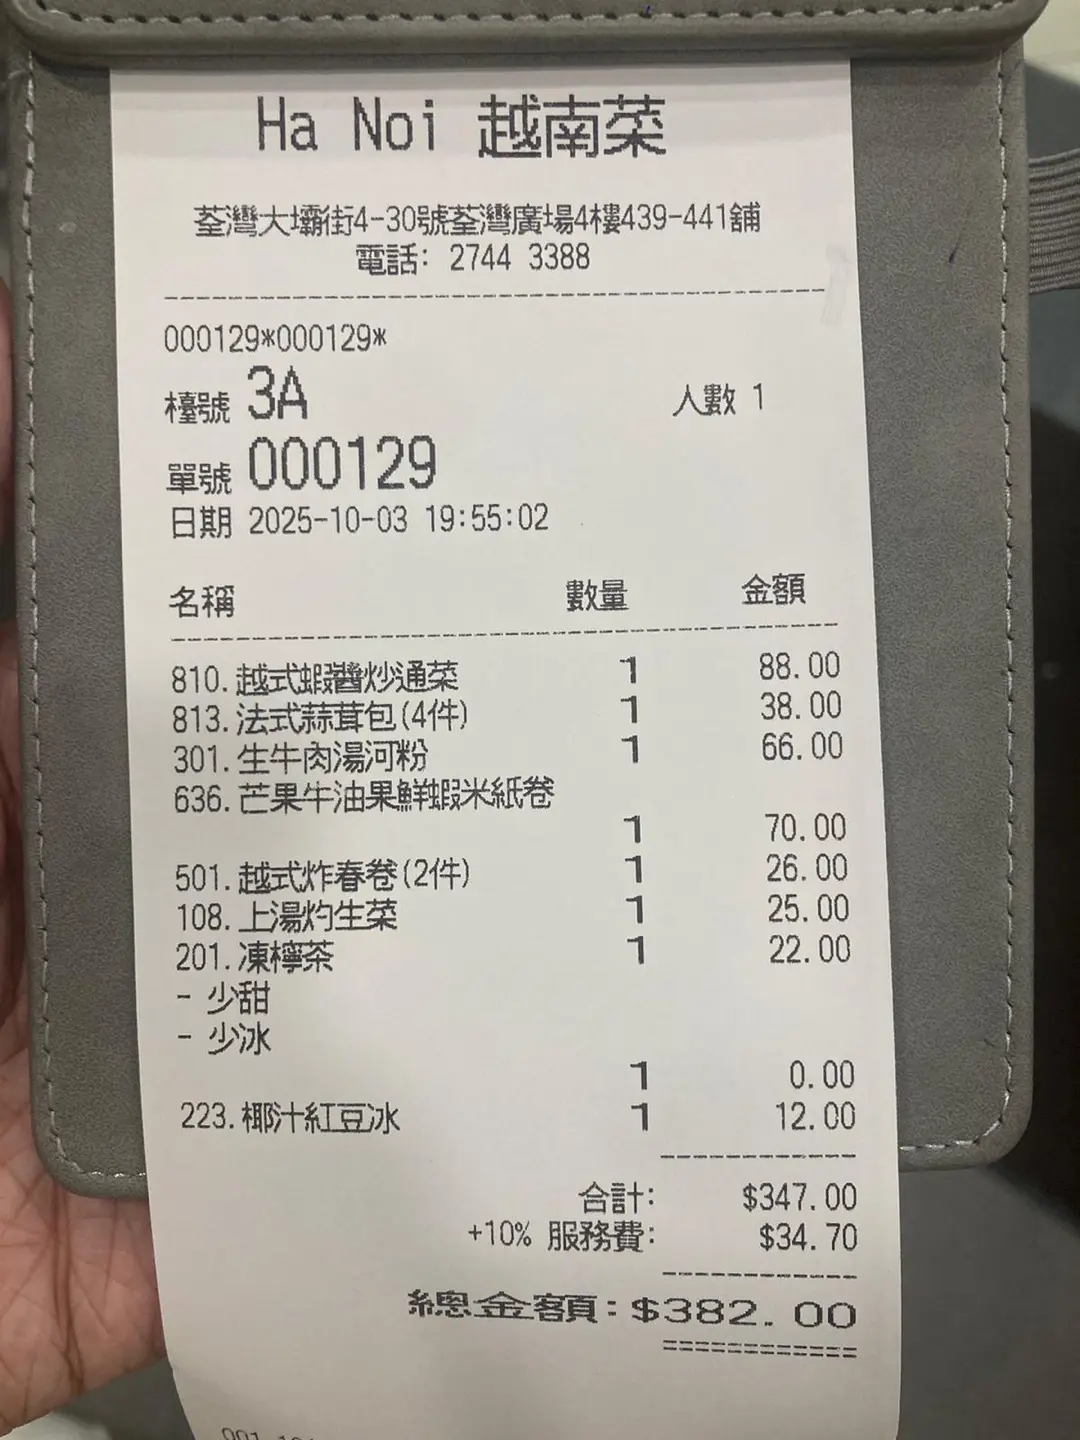 Ha Noi 越南菜
荃灣大壩街4-30號荃灣廣場4樓439-441舖
電話: 2744 3388
000129*000129*
檯號 3A 人數 1
單號 000129
日期 2025-10-03 19:55:02
名稱 數量 金額
810.越式蝦醬炒通菜 1 88.00
813.法式蒜茸包(4件) 1 38.00
301.生牛肉湯河粉 1 66.00
636.芒果牛油果鮮蝦米紙卷
1 70.00
501.越式炸春卷(2件) 1 26.00
108.上湯灼生菜 1 25.00
201.凍檸茶 1 22.00
- 少甜
- 少冰
1 0.00
223.椰汁紅豆冰 1 12.00
合計: $347.00
+10% 服務費: $34.70
總金額: $382.00